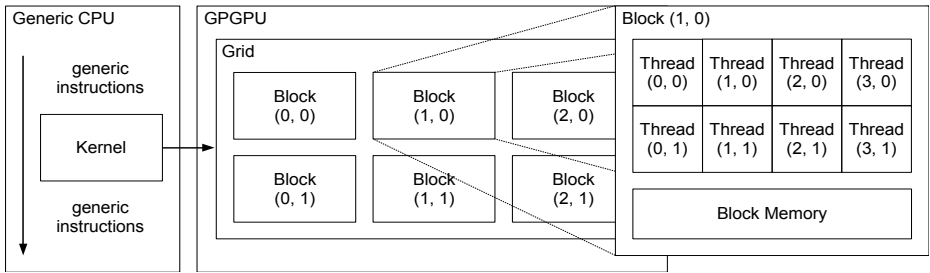 Generic CPU
generic
instructions
Kernel
generic
instructions
GPGPU
Grid
Block
(0, 0)
Block
(1, 0)
Block
(2, 0)
Block
(0, 1)
Block
(1, 1)
Block
(2, 1)
Block (1, 0)
Thread
(0, 0)
Thread
(1, 0)
Thread
(2, 0)
Thread
(3, 0)
Thread
(0, 1)
Thread
(1, 1)
Thread
(2, 1)
Thread
(3, 1)
Block Memory